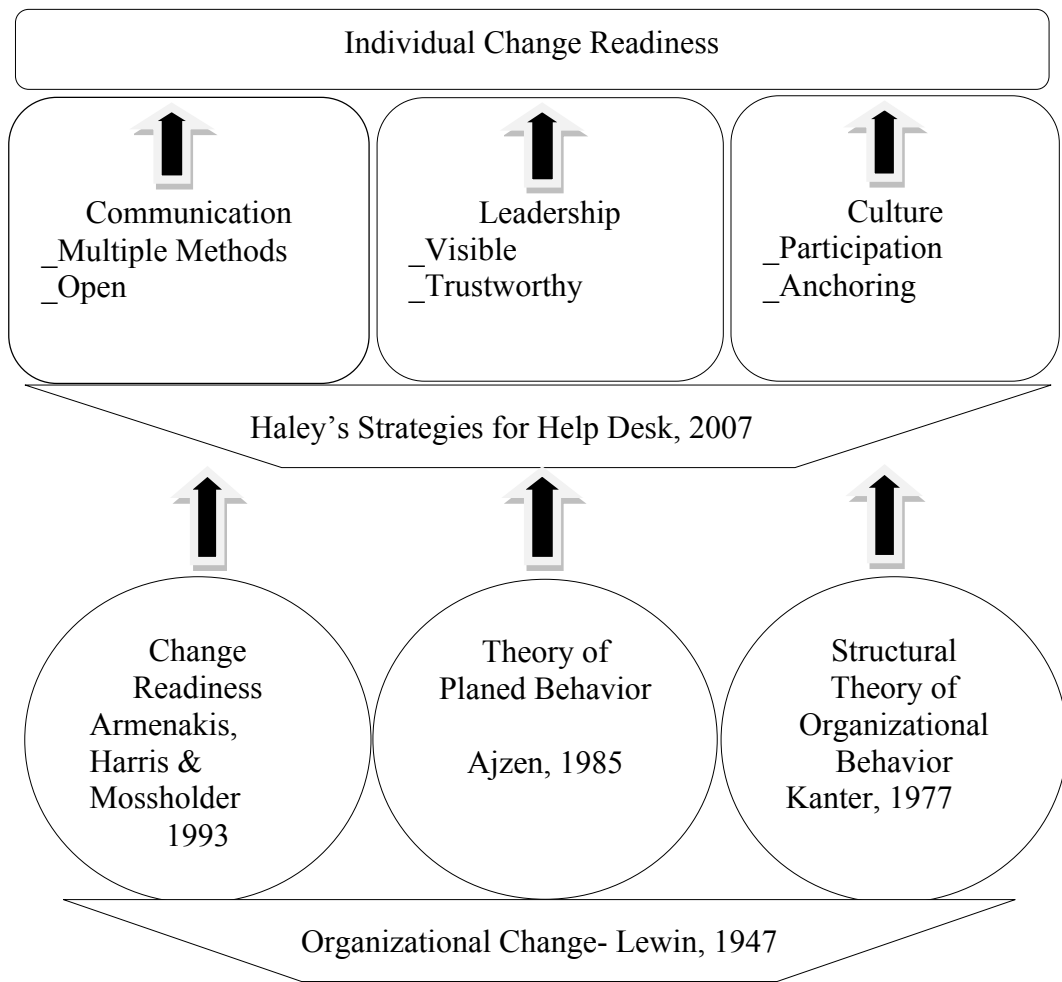 Individual Change Readiness
Communication
_Multiple Methods
_Open
Leadership
_Visible
_Trustworthy
Culture
_Participation
_Anchoring
Haley’s Strategies for Help Desk, 2007
Change
Readiness
Armenakis,
Harris &
Mossholder
1993
Theory of
Planed Behavior
Ajzen, 1985
Structural
Theory of
Organizational
Behavior
Kanter, 1977
Organizational Change- Lewin, 1947